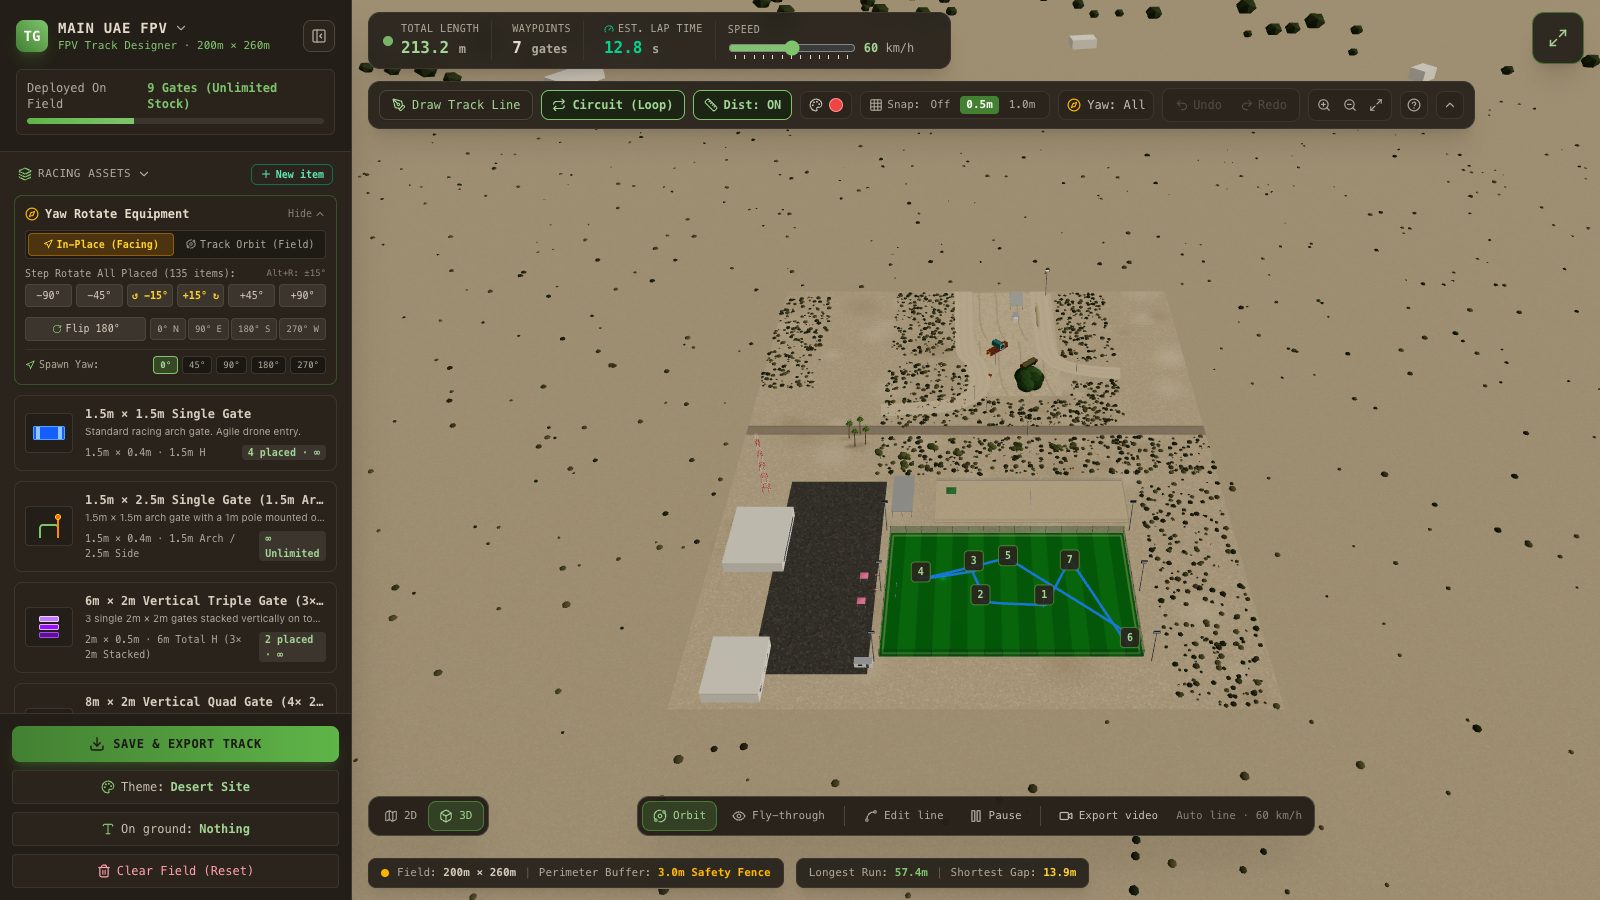 TG
MAIN UAE FPV
FPV Track Designer · 200m × 260m
Deployed On Field
9 Gates (Unlimited Stock)
RACING ASSETS
+ New item
Yaw Rotate Equipment
Hide
In-Place (Facing)
Track Orbit (Field)
Step Rotate All Placed (135 items):
Alt+R: ±15°
−90°
−45°
↺ −15°
+15° ↻
+45°
+90°
Flip 180°
0° N
90° E
180° S
270° W
Spawn Yaw:
0°
45°
90°
180°
270°
1.5m × 1.5m Single Gate
Standard racing arch gate. Agile drone entry.
1.5m × 0.4m · 1.5m H
4 placed · ∞
1.5m × 2.5m Single Gate (1.5m Ar…
1.5m × 1.5m arch gate with a 1m pole mounted o…
1.5m × 0.4m · 1.5m Arch /
2.5m Side
∞
Unlimited
6m × 2m Vertical Triple Gate (3×…
3 single 2m × 2m gates stacked vertically on to…
2m × 0.5m · 6m Total H (3×
2m Stacked)
2 placed
· ∞
8m × 2m Vertical Quad Gate (4× 2…
SAVE & EXPORT TRACK
Theme: Desert Site
On ground: Nothing
Clear Field (Reset)
TOTAL LENGTH
213.2 m
WAYPOINTS
7 gates
EST. LAP TIME
12.8 s
SPEED
60 km/h
Draw Track Line
Circuit (Loop)
Dist: ON
Snap: Off 0.5m 1.0m
Yaw: All
Undo
Redo
4
3
5
7
2
1
6
2D
3D
Orbit
Fly-through
Edit line
Pause
Export video
Auto line · 60 km/h
Field: 200m × 260m | Perimeter Buffer: 3.0m Safety Fence
Longest Run: 57.4m | Shortest Gap: 13.9m